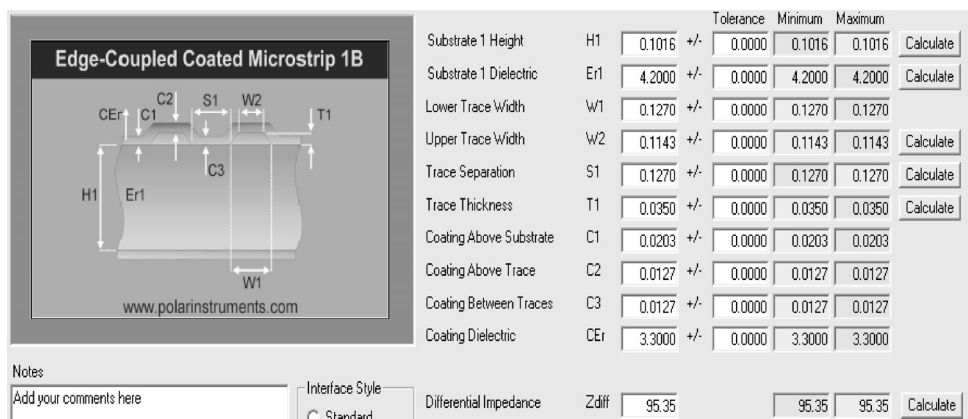 Tolerance Minimum Maximum
Edge-Coupled Coated Microstrip 1B
CEr C1 C2 S1 W2 T1
C3
H1 Er1
W1
www.polarinstruments.com
Substrate 1 Height H1 0.1016 +/- 0.0000 0.1016 0.1016 Calculate
Substrate 1 Dielectric Er1 4.2000 +/- 0.0000 4.2000 4.2000 Calculate
Lower Trace Width W1 0.1270 +/- 0.0000 0.1270 0.1270
Upper Trace Width W2 0.1143 +/- 0.0000 0.1143 0.1143 Calculate
Trace Separation S1 0.1270 +/- 0.0000 0.1270 0.1270 Calculate
Trace Thickness T1 0.0350 +/- 0.0000 0.0350 0.0350 Calculate
Coating Above Substrate C1 0.0203 +/- 0.0000 0.0203 0.0203
Coating Above Trace C2 0.0127 +/- 0.0000 0.0127 0.0127
Coating Between Traces C3 0.0127 +/- 0.0000 0.0127 0.0127
Coating Dielectric CEr 3.3000 +/- 0.0000 3.3000 3.3000
Notes
Add your comments here
Interface Style
Standard
Differential Impedance Zdiff 95.35 95.35 95.35 Calculate